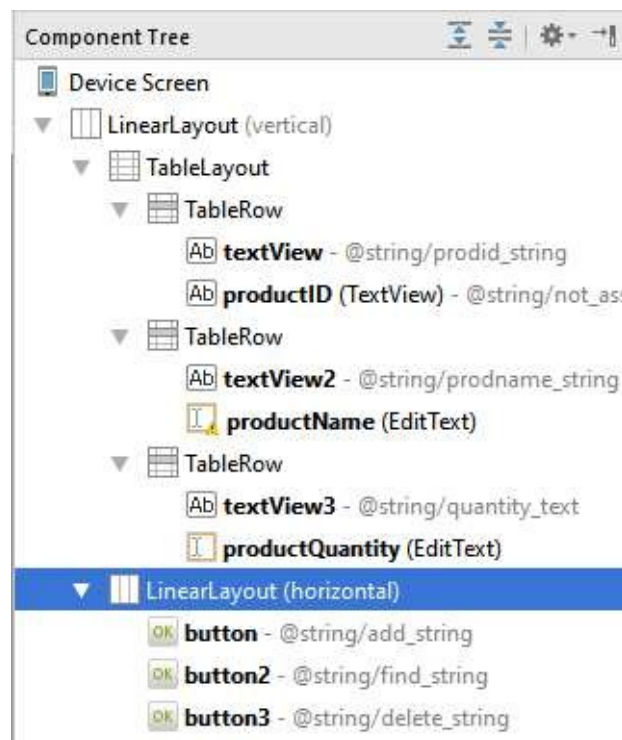 Component Tree
Device Screen
LinearLayout (vertical)
TableLayout
TableRow
Ab textView - @string/prodid_string
Ab productID (TextView) - @string/not_ass
TableRow
Ab textView2 - @string/prodname_string
productName (EditText)
TableRow
Ab textView3 - @string/quantity_text
productQuantity (EditText)
LinearLayout (horizontal)
OK button - @string/add_string
OK button2 - @string/find_string
OK button3 - @string/delete_string